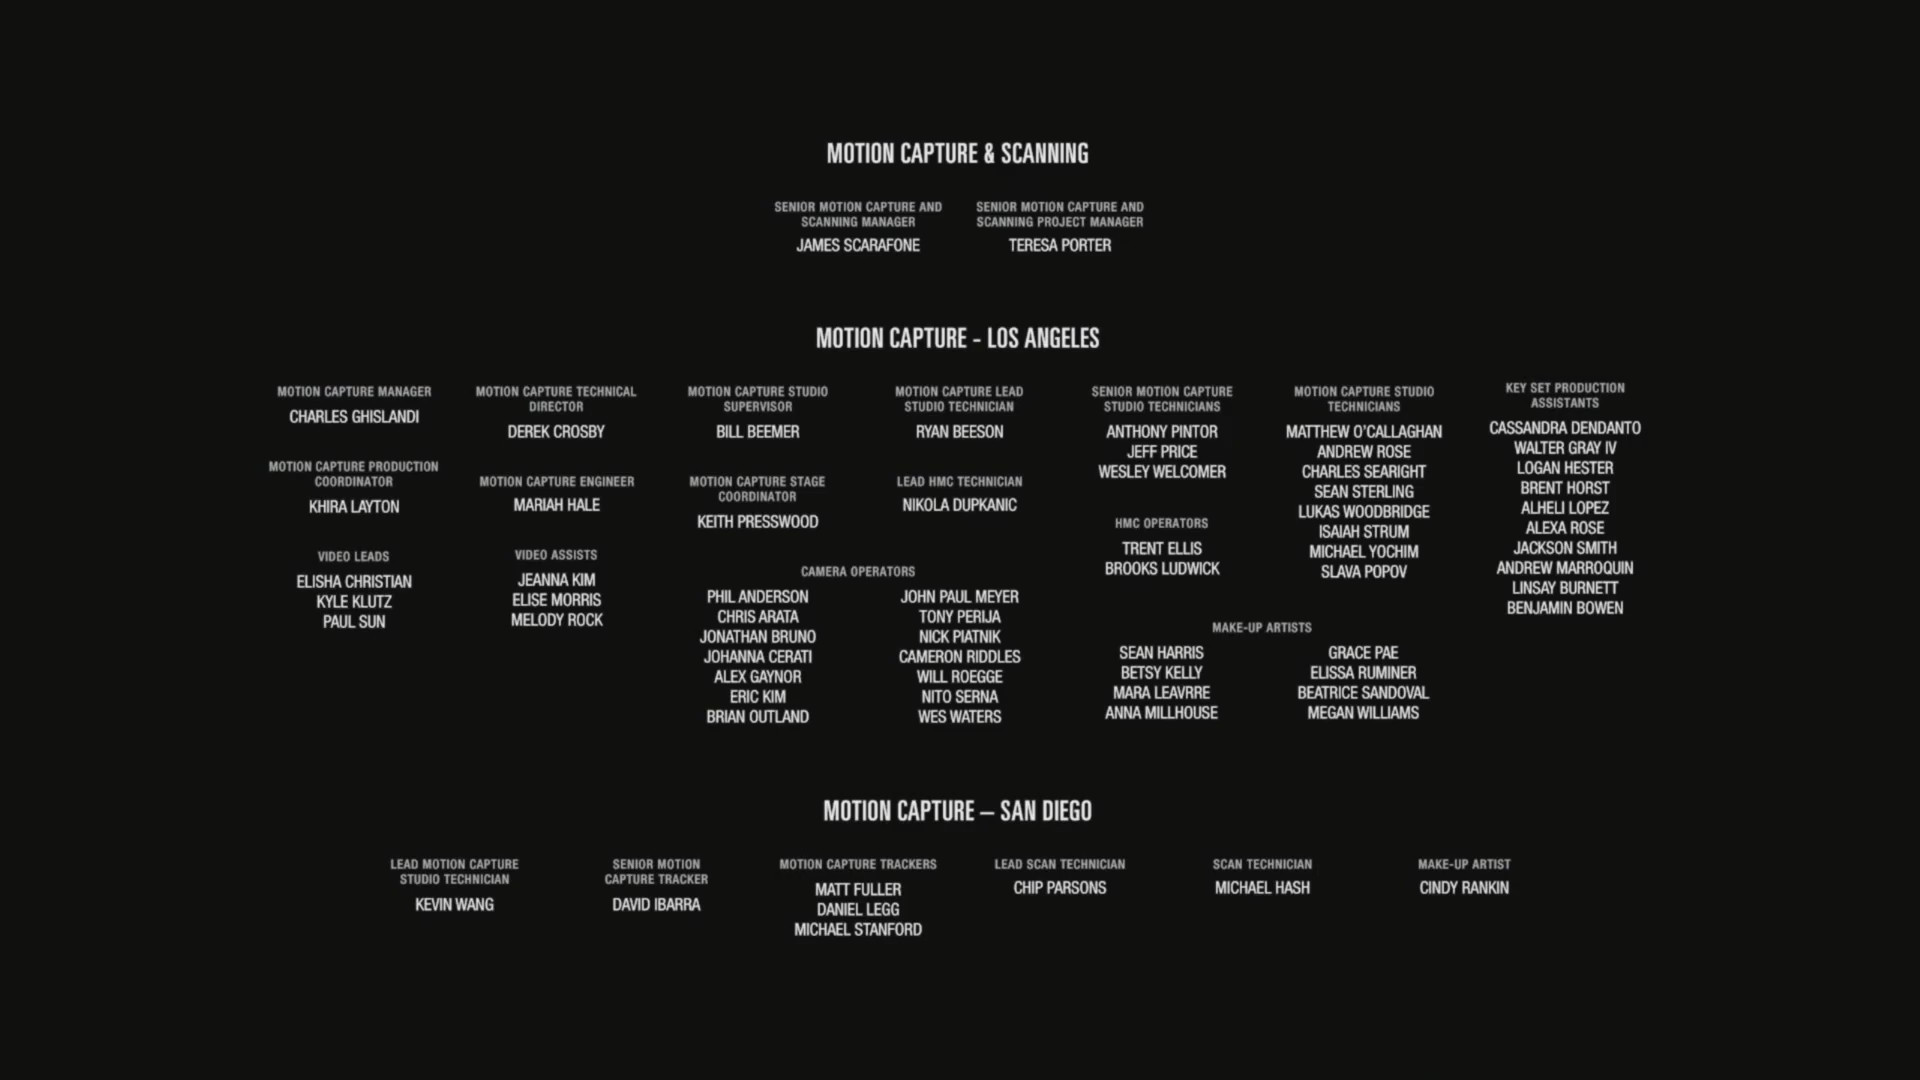 MOTION CAPTURE & SCANNING
SENIOR MOTION CAPTURE AND
SCANNING MANAGER
JAMES SCARAFONE
SENIOR MOTION CAPTURE AND
SCANNING PROJECT MANAGER
TERESA PORTER
MOTION CAPTURE - LOS ANGELES
MOTION CAPTURE MANAGER
CHARLES GHISLANDI
MOTION CAPTURE TECHNICAL
DIRECTOR
DEREK CROSBY
MOTION CAPTURE STUDIO
SUPERVISOR
BILL BEEMER
MOTION CAPTURE LEAD
STUDIO TECHNICIAN
RYAN BEESON
SENIOR MOTION CAPTURE
STUDIO TECHNICIANS
ANTHONY PINTOR
JEFF PRICE
WESLEY WELCOMER
MOTION CAPTURE STUDIO
TECHNICIANS
MATTHEW O'CALLAGHAN
ANDREW ROSE
CHARLES SEARIGHT
SEAN STERLING
LUKAS WOODBRIDGE
ISAIAH STRUM
MICHAEL YOCHIM
SLAVA POPOV
KEY SET PRODUCTION
ASSISTANTS
CASSANDRA DENDANTO
WALTER GRAY IV
LOGAN HESTER
BRENT HORST
ALHELI LOPEZ
ALEXA ROSE
JACKSON SMITH
ANDREW MARROQUIN
LINSAY BURNETT
BENJAMIN BOWEN
MOTION CAPTURE PRODUCTION
COORDINATOR
KHIRA LAYTON
MOTION CAPTURE ENGINEER
MARIAH HALE
MOTION CAPTURE STAGE
COORDINATOR
KEITH PRESSWOOD
LEAD HMC TECHNICIAN
NIKOLA DUPKANIC
HMC OPERATORS
TRENT ELLIS
BROOKS LUDWICK
VIDEO LEADS
ELISHA CHRISTIAN
KYLE KLUTZ
PAUL SUN
VIDEO ASSISTS
JEANNA KIM
ELISE MORRIS
MELODY ROCK
CAMERA OPERATORS
PHIL ANDERSON
CHRIS ARATA
JONATHAN BRUNO
JOHANNA CERATI
ALEX GAYNOR
ERIC KIM
BRIAN OUTLAND
JOHN PAUL MEYER
TONY PERIJA
NICK PIATNIK
CAMERON RIDDLES
WILL ROEGGE
NITO SERNA
WES WATERS
MAKE-UP ARTISTS
SEAN HARRIS
BETSY KELLY
MARA LEAVRRE
ANNA MILLHOUSE
GRACE PAE
ELISSA RUMINER
BEATRICE SANDOVAL
MEGAN WILLIAMS
MOTION CAPTURE – SAN DIEGO
LEAD MOTION CAPTURE
STUDIO TECHNICIAN
KEVIN WANG
SENIOR MOTION
CAPTURE TRACKER
DAVID IBARRA
MOTION CAPTURE TRACKERS
MATT FULLER
DANIEL LEGG
MICHAEL STANFORD
LEAD SCAN TECHNICIAN
CHIP PARSONS
SCAN TECHNICIAN
MICHAEL HASH
MAKE-UP ARTIST
CINDY RANKIN